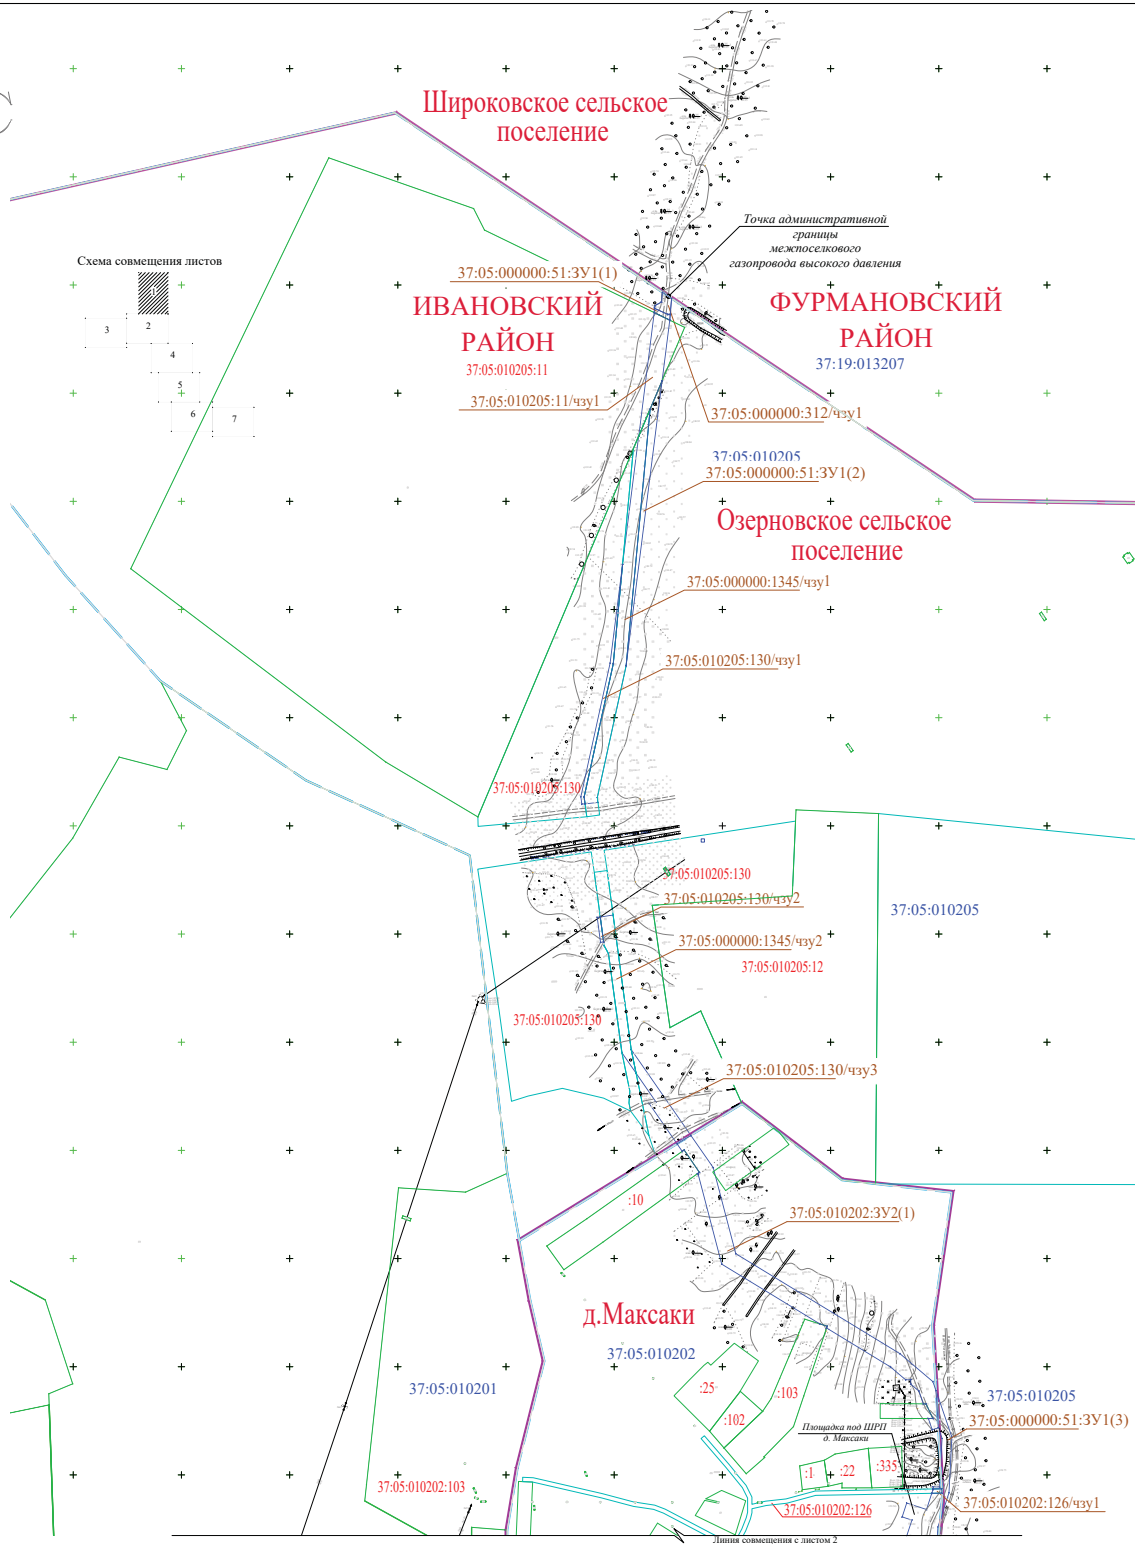 Широковское сельское
поселение
Точка административной
границы
межпоселкового
газопровода высокого давления
Схема совмещения листов
1
2
3
4
5
6
7
37:05:000000:51:ЗУ1(1)
ИВАНОВСКИЙ
РАЙОН
37:05:010205:11
37:05:010205:11/чзу1
ФУРМАНОВСКИЙ
РАЙОН
37:19:013207
37:05:000000:312/чзу1
37:05:010205
37:05:000000:51:ЗУ1(2)
Озерновское сельское
поселение
37:05:000000:1345/чзу1
37:05:010205:130/чзу1
37:05:010205:130
37:05:010205:130
37:05:010205:130/чзу2
37:05:010205
37:05:000000:1345/чзу2
37:05:010205:12
37:05:010205:130
37:05:010205:130/чзу3
:10
37:05:010202:ЗУ2(1)
д.Максаки
37:05:010202
37:05:010201
:25
:103
:102
37:05:010205
37:05:000000:51:ЗУ1(3)
Площадка под ШРП
д. Максаки
:1
:22
:335
37:05:010202:103
37:05:010202:126
37:05:010202:126/чзу1
Линия совмещения с листом 2